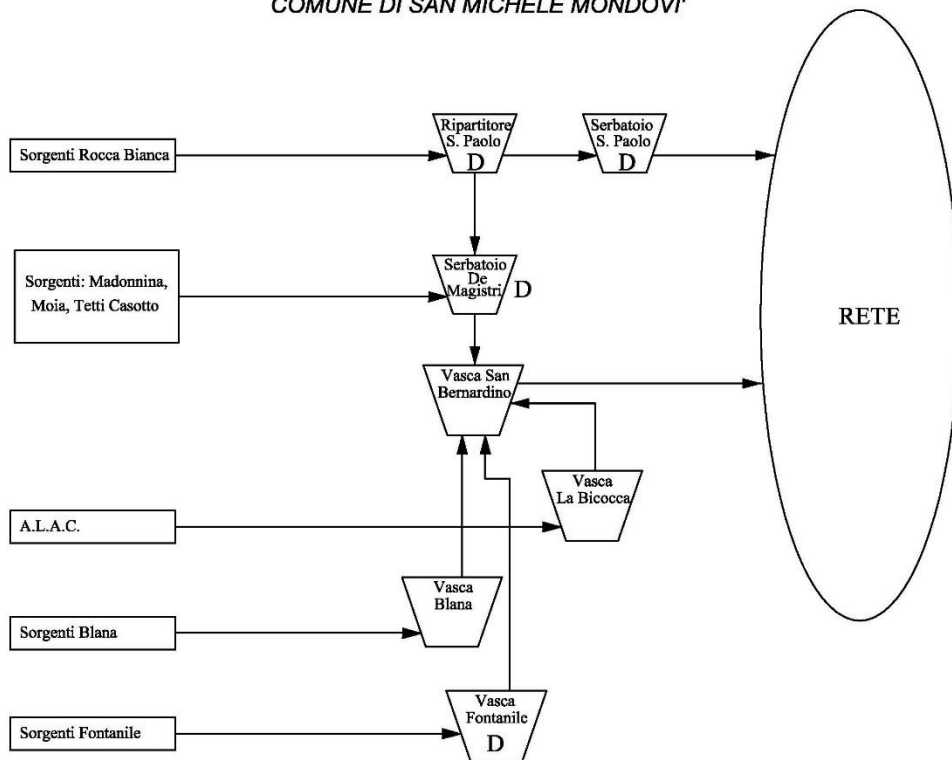 COMUNE DI SAN MICHELE MONDOVI'
Sorgenti Rocca Bianca
Ripartitore
S. Paolo
D
Serbatoio
S. Paolo
D
Sorgenti: Madonnina,
Moia, Tetti Casotto
Serbatoio
De
Magistri
D
RETE
Vasca San
Bernardino
Vasca
La Bicocca
A.L.A.C.
Vasca
Blana
Sorgenti Blana
Vasca
Fontanile
D
Sorgenti Fontanile